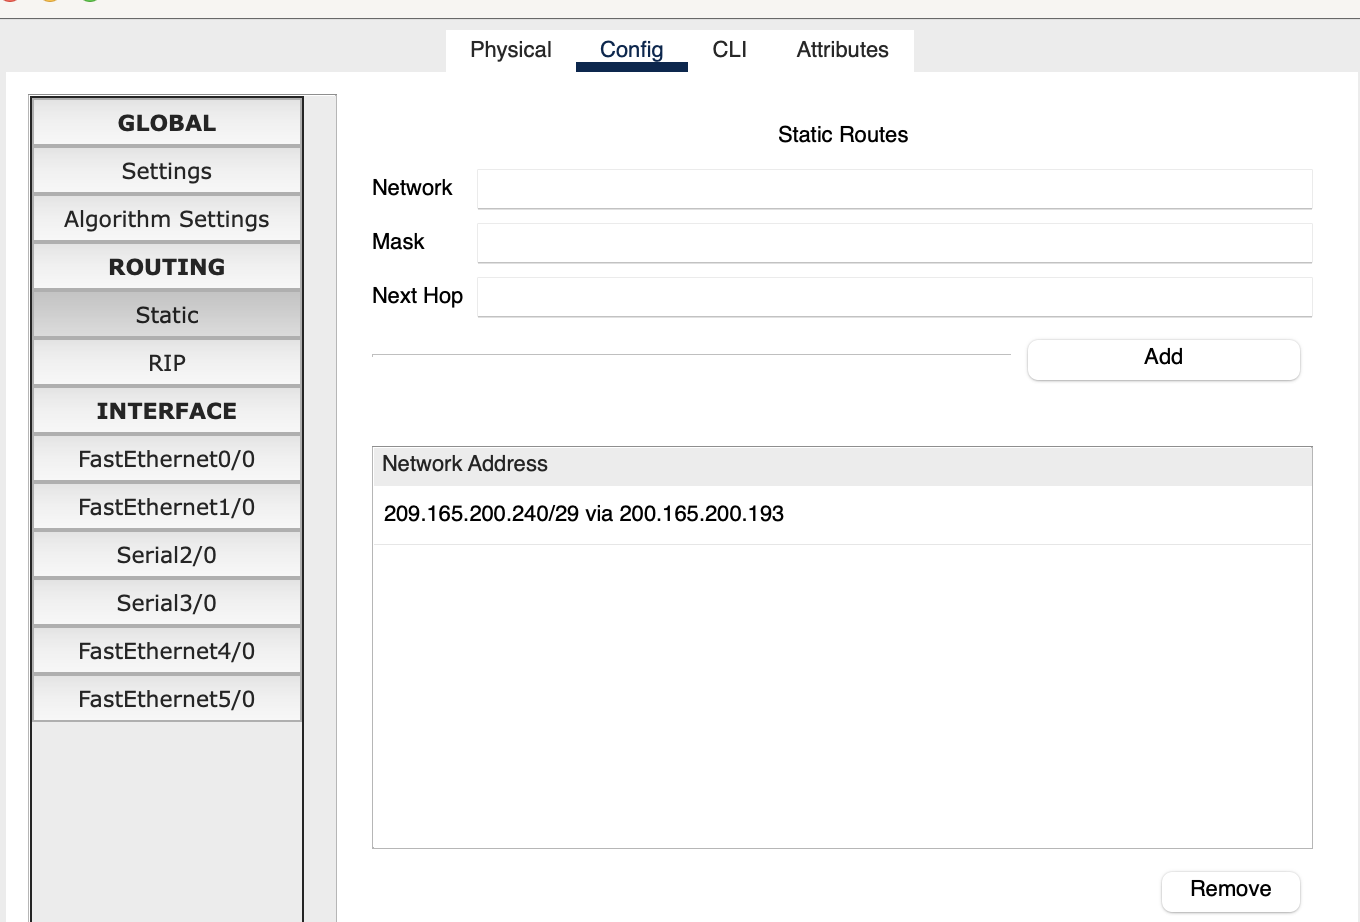 Physical
Config
CLI
Attributes
GLOBAL
Settings
Algorithm Settings
ROUTING
Static
RIP
INTERFACE
FastEthernet0/0
FastEthernet1/0
Serial2/0
Serial3/0
FastEthernet4/0
FastEthernet5/0
Static Routes
Network
Mask
Next Hop
Add
Network Address
209.165.200.240/29 via 200.165.200.193
Remove